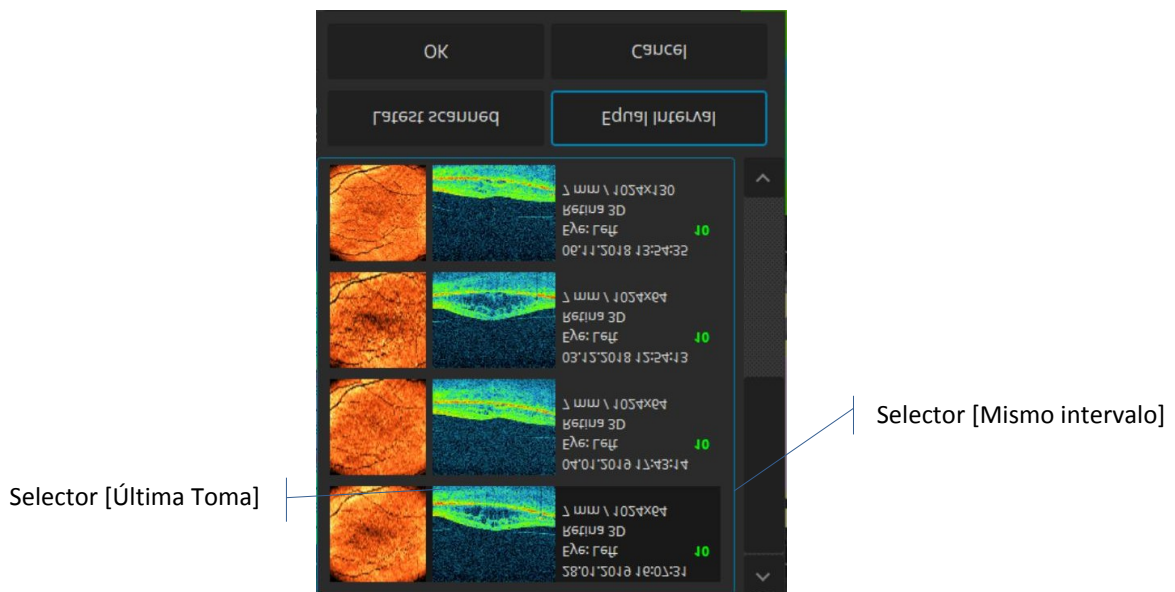 28.01.2019 16:07:31
Eye: Left 10
Retina 3D
7 mm / 1024x64
04.01.2019 17:43:14
Eye: Left 10
Retina 3D
7 mm / 1024x64
03.12.2018 12:54:13
Eye: Left 10
Retina 3D
7 mm / 1024x64
06.11.2018 13:54:35
Eye: Left 10
Retina 3D
7 mm / 1024x130
Latest scanned
Equal Interval
OK
Cancel
Selector [Mismo intervalo]
Selector [Última Toma]